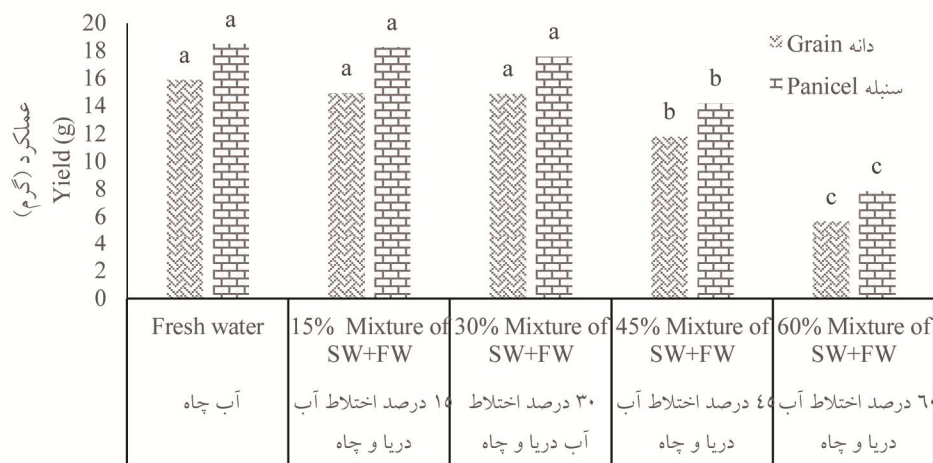 عملکرد (گرم)
Yield (g)
20
18
16
14
12
10
8
6
4
2
0
a
a
a
a
a
a
b
b
c
c
دانه Grain
سنبله Panicel
Fresh water
15% Mixture of
SW+FW
30% Mixture of
SW+FW
45% Mixture of
SW+FW
60% Mixture of
SW+FW
آب چاه
۱۵ درصد اختلاط آب
دریا و چاه
۳۰ درصد اختلاط
آب دریا و چاه
٤٥ درصد اختلاط آب
دریا و چاه
٦۰ درصد اختلاط آب
دریا و چاه